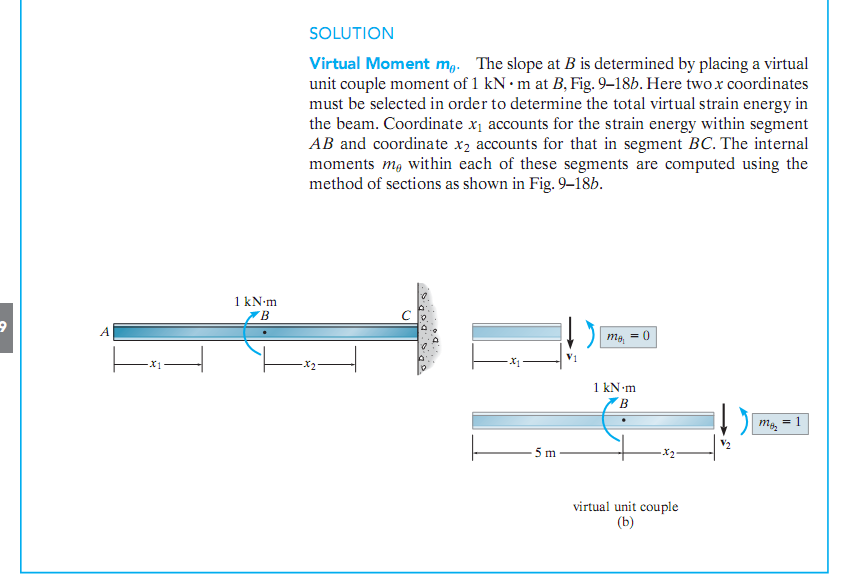 SOLUTION
Virtual Moment mθ. The slope at B is determined by placing a virtual
unit couple moment of 1 kN · m at B, Fig. 9–18b. Here two x coordinates
must be selected in order to determine the total virtual strain energy in
the beam. Coordinate x₁ accounts for the strain energy within segment
AB and coordinate x₂ accounts for that in segment BC. The internal
moments mθ within each of these segments are computed using the
method of sections as shown in Fig. 9–18b.
9
1 kN·m
B
C
A
x₁
x₂
x₁
v₁
mθ₁ = 0
1 kN·m
B
mθ₂ = 1
v₂
5 m
x₂
virtual unit couple
(b)